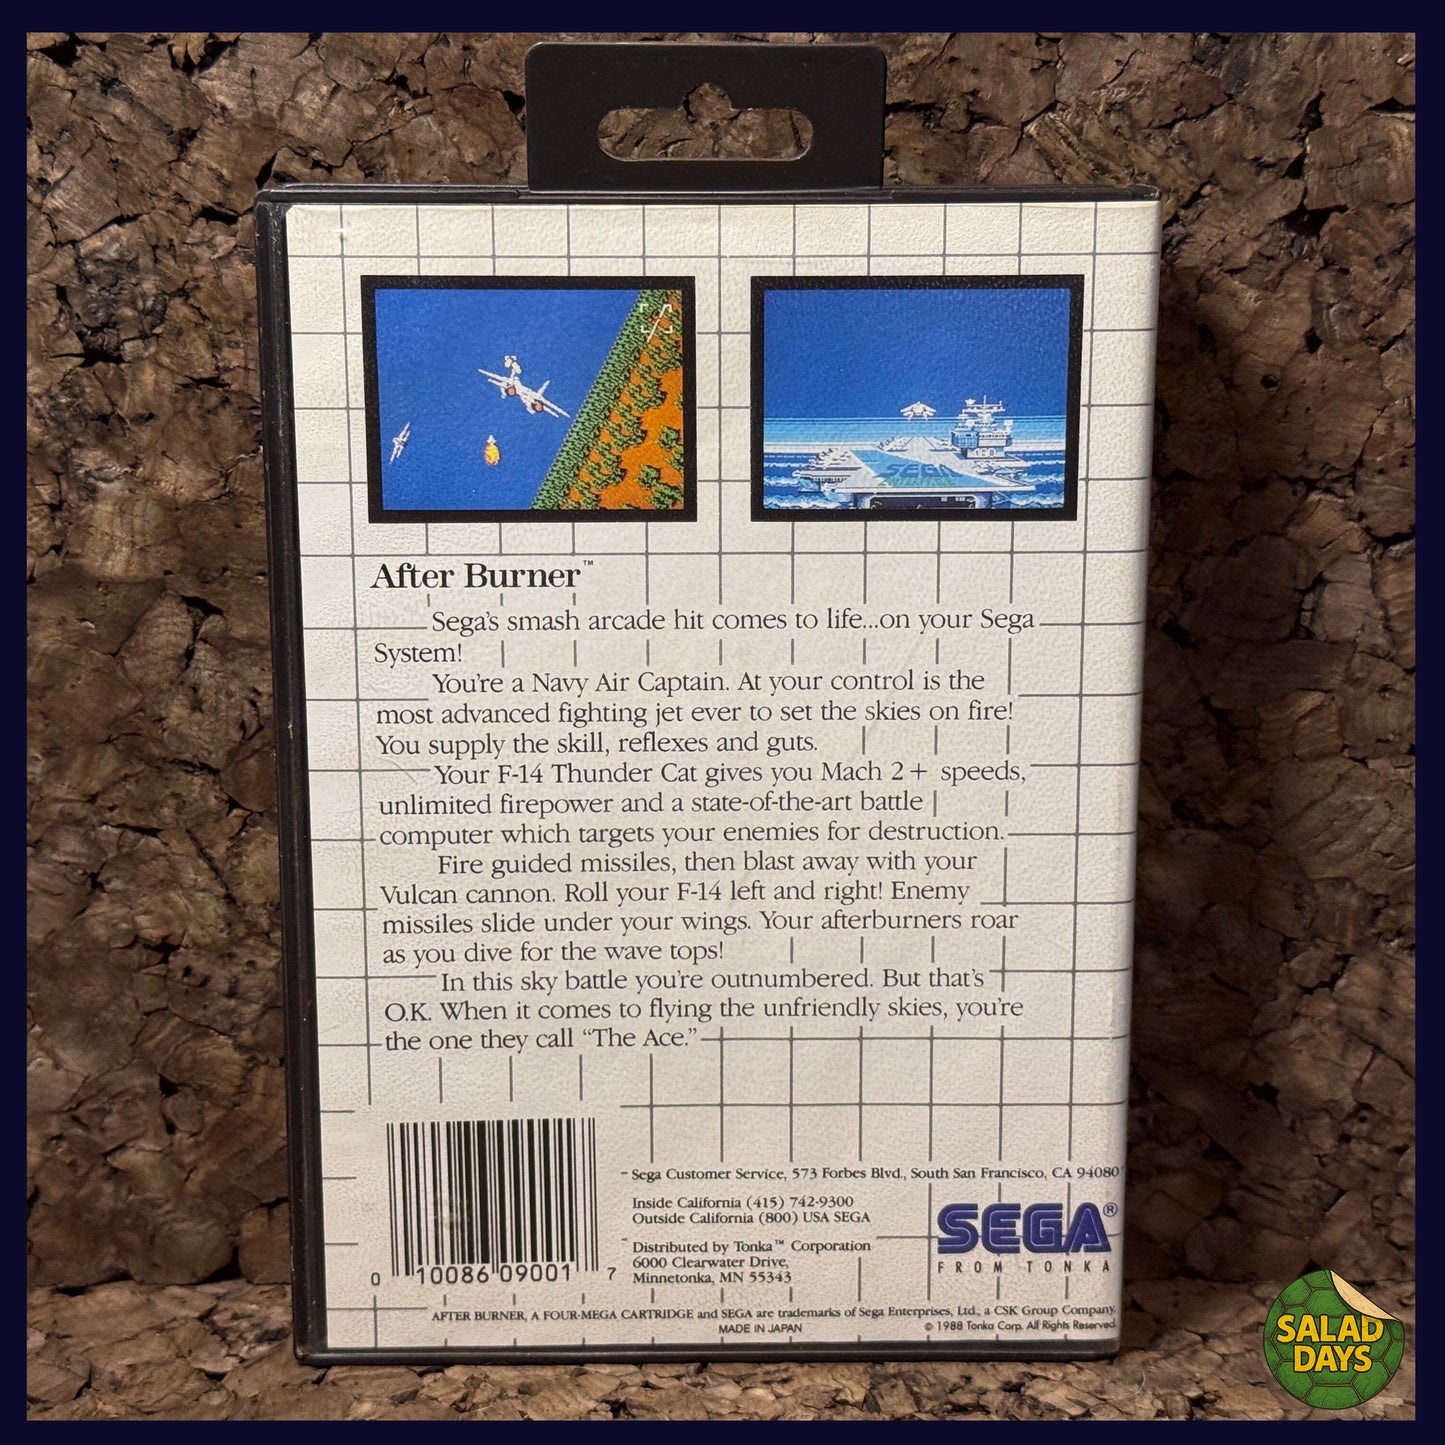 SEGA
128
After Burner™
Sega's smash arcade hit comes to life...on your Sega
System!
You're a Navy Air Captain. At your control is the
most advanced fighting jet ever to set the skies on fire!
You supply the skill, reflexes and guts.
Your F-14 Thunder Cat gives you Mach 2+ speeds,
unlimited firepower and a state-of-the-art battle
computer which targets your enemies for destruction.
Fire guided missiles, then blast away with your
Vulcan cannon. Roll your F-14 left and right! Enemy
missiles slide under your wings. Your afterburners roar
as you dive for the wave tops!
In this sky battle you're outnumbered. But that's
O.K. When it comes to flying the unfriendly skies, you're
the one they call “The Ace.”
0 10086 09001 7
Sega Customer Service, 573 Forbes Blvd., South San Francisco, CA 94080
Inside California (415) 742-9300
Outside California (800) USA SEGA
Distributed by Tonka™ Corporation
6000 Clearwater Drive,
Minnetonka, MN 55343
SEGA®
FROM TONKA
AFTER BURNER, A FOUR-MEGA CARTRIDGE and SEGA are trademarks of Sega Enterprises, Ltd., a CSK Group Company.
MADE IN JAPAN
© 1988 Tonka Corp. All Rights Reserved.
SALAD
DAYS